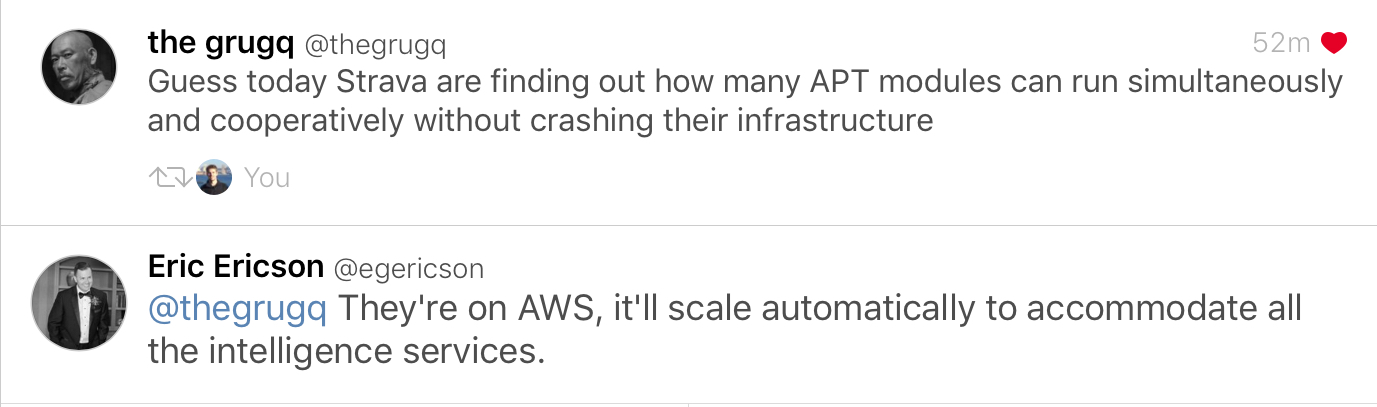 the grugq @thegrugq 52m
Guess today Strava are finding out how many APT modules can run simultaneously
and cooperatively without crashing their infrastructure
You
Eric Ericson @egericson
@thegrugq They're on AWS, it'll scale automatically to accommodate all
the intelligence services.